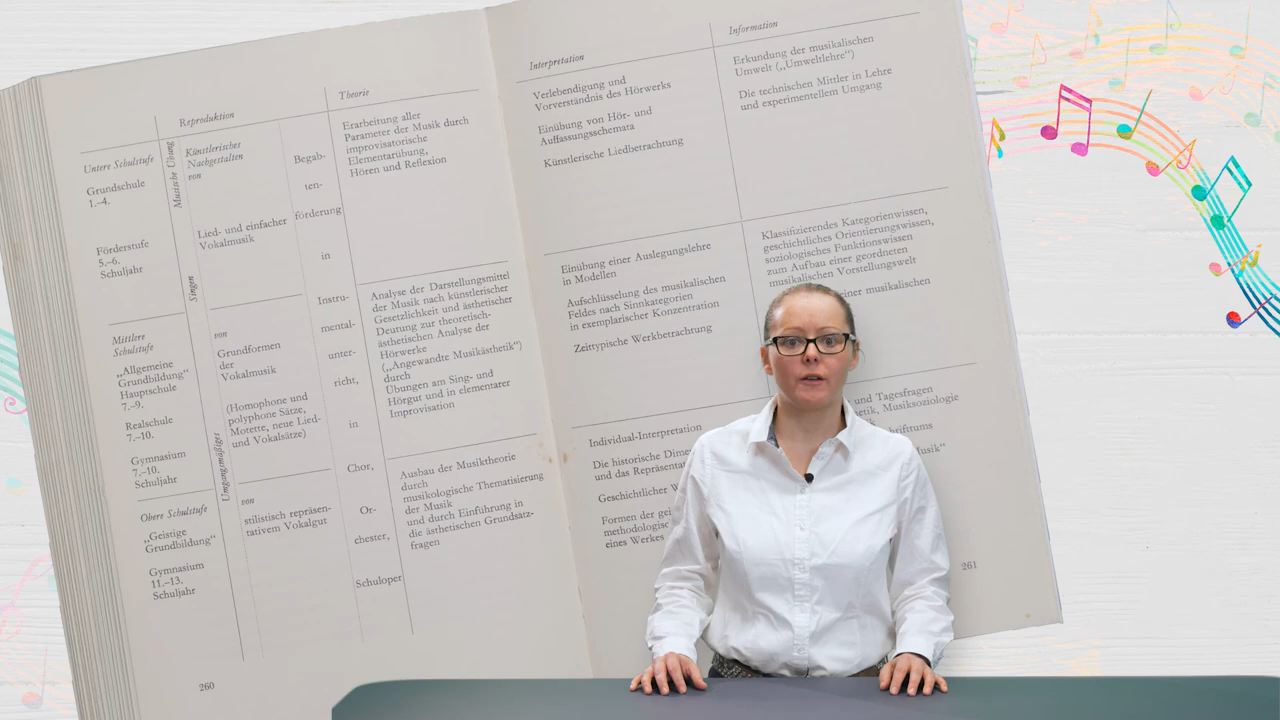 Reproduktion
Theorie
Untere Schulstufe
Grundschule
1.–4.
Förderstufe
5.–6.
Schuljahr
Mittlere
Schulstufe
„Allgemeine
Grundbildung“
Hauptschule
7.–9.
Realschule
7.–10.
Gymnasium
7.–10.
Schuljahr
Obere Schulstufe
„Geistige
Grundbildung“
Gymnasium
11.–13.
Schuljahr
Umgangsmäßiges Singen Musische Übung
Künstlerisches
Nachgestalten
von
Lied- und einfacher
Vokalmusik
von
Grundformen
der
Vokalmusik
(Homophone und
polyphone Sätze,
Motette, neue Lied-
und Vokalsätze)
von
stilistisch repräsen-
tativem Vokalgut
Begab-
ten-
förderung
in
Instru-
mental-
unter-
richt,
in
Chor,
Or-
chester,
Schuloper
Erarbeitung aller
Parameter der Musik durch
improvisatorische
Elementarübung,
Hören und Reflexion
Analyse der Darstellungsmittel
der Musik nach künstlerischer
Gesetzlichkeit und ästhetischer
Deutung zur theoretisch-
ästhetischen Analyse der
Hörwerke
(„Angewandte Musikästhetik“)
durch
Übungen am Sing- und
Hörgut und in elementarer
Improvisation
Ausbau der Musiktheorie
durch
musikologische Thematisierung
der Musik
und durch Einführung in
die ästhetischen Grundsatz-
fragen
260
Interpretation
Information
Verlebendigung und
Vorverständnis des Hörwerks
Einübung von Hör- und
Auffassungsschemata
Künstlerische Liedbetrachtung
Erkundung der musikalischen
Umwelt („Umweltlehre“)
Die technischen Mittler in Lehre
und experimentellem Umgang
Einübung einer Auslegungslehre
in Modellen
Aufschlüsselung des musikalischen
Feldes nach Sinnkategorien
in exemplarischer Konzentration
Zeittypische Werkbetrachtung
Klassifizierendes Kategorienwissen,
geschichtliches Orientierungswissen,
soziologisches Funktionswissen
zum Aufbau einer geordneten
musikalischen Vorstellungswelt
einer musikalischen
Individual-Interpretation
Die historische
und das
Geschichtlicher
Formen der
eines Werkes
und Tagesfragen
Musiksoziologie
261